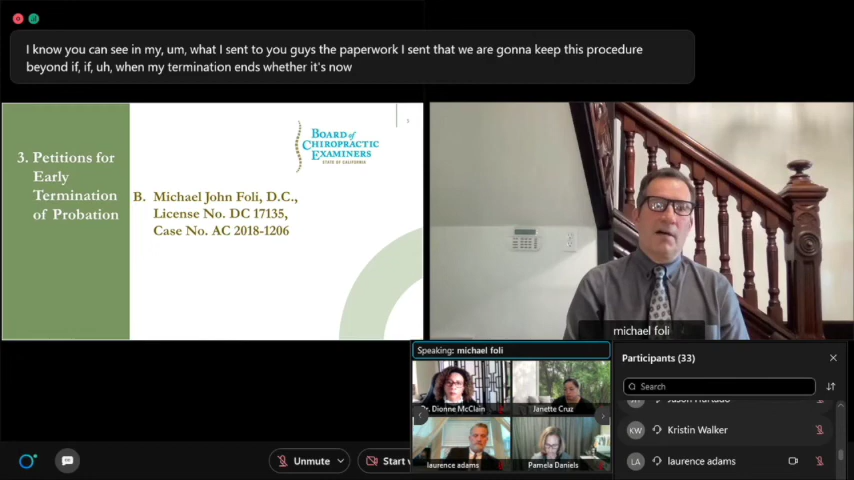 I know you can see in my, um, what I sent to you guys the paperwork I sent that we are gonna keep this procedure
beyond if, if, uh, when my termination ends whether it's now
3. Petitions for
Early
Termination
of Probation
BOARD of
CHIROPRACTIC
EXAMINERS
STATE OF CALIFORNIA
B. Michael John Foli, D.C.,
License No. DC 17135,
Case No. AC 2018-1206
michael foli
Speaking: michael foli
Dr. Dionne McClain
Janette Cruz
laurence adams
Pamela Daniels
Participants (33)
Search
KW Kristin Walker
LA laurence adams
Unmute
Start